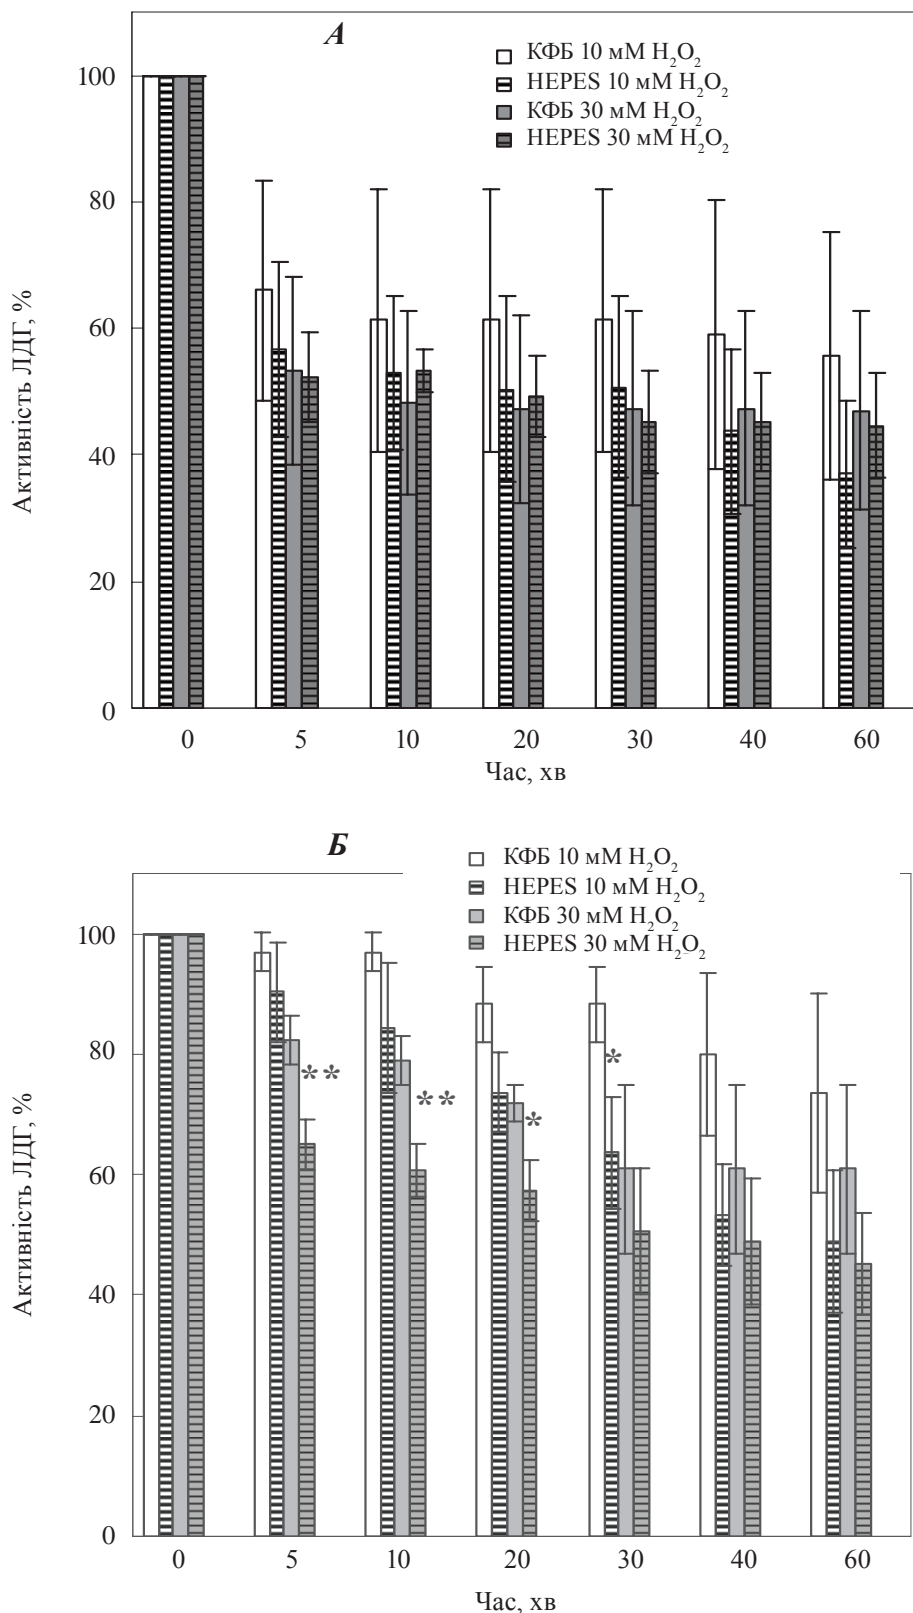 А
КФБ 10 мМ H₂O₂
HEPES 10 мМ H₂O₂
КФБ 30 мМ H₂O₂
HEPES 30 мМ H₂O₂
Активність ЛДГ, %
100
80
60
40
20
0
0 5 10 20 30 40 60
Час, хв
Б
КФБ 10 мМ H₂O₂
HEPES 10 мМ H₂O₂
КФБ 30 мМ H₂O₂
HEPES 30 мМ H₂O₂
Активність ЛДГ, %
100
80
60
40
20
0
** ** * *
0 5 10 20 30 40 60
Час, хв